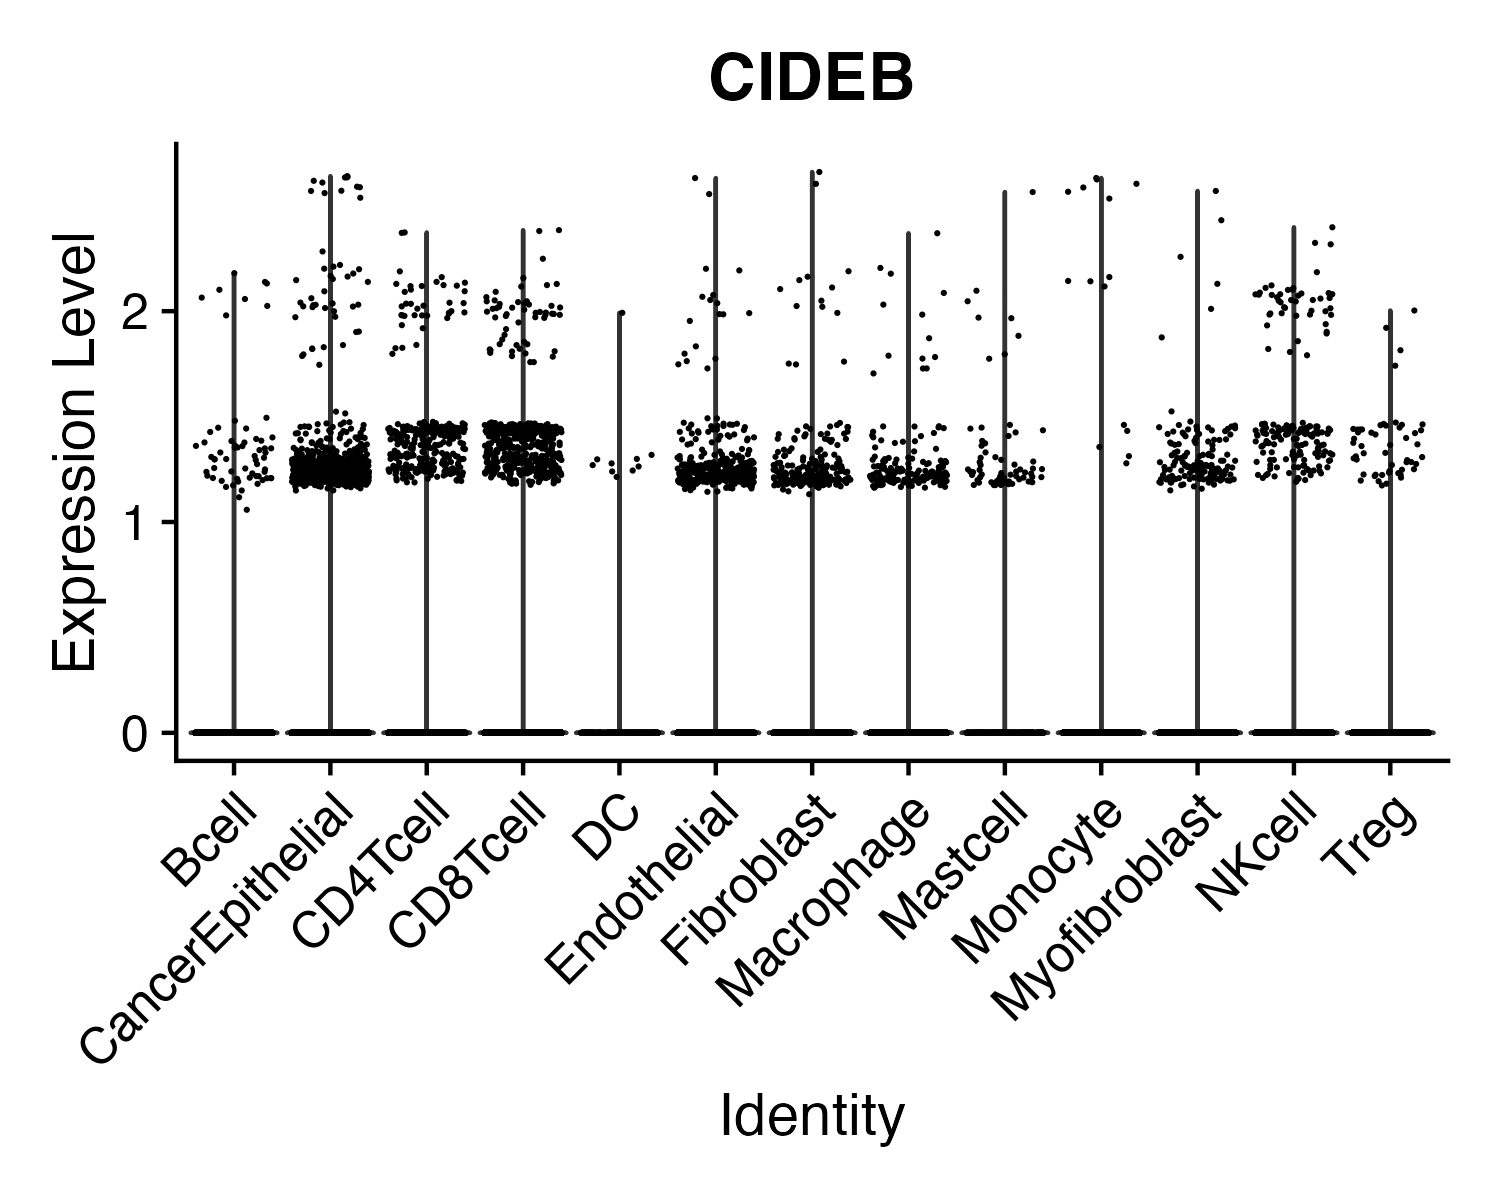 CIDEB
Expression Level
2
1
0
Bcell
CancerEpithelial
CD4Tcell
CD8Tcell
DC
Endothelial
Fibroblast
Macrophage
Mastcell
Monocyte
Myofibroblast
NKcell
Treg
Identity